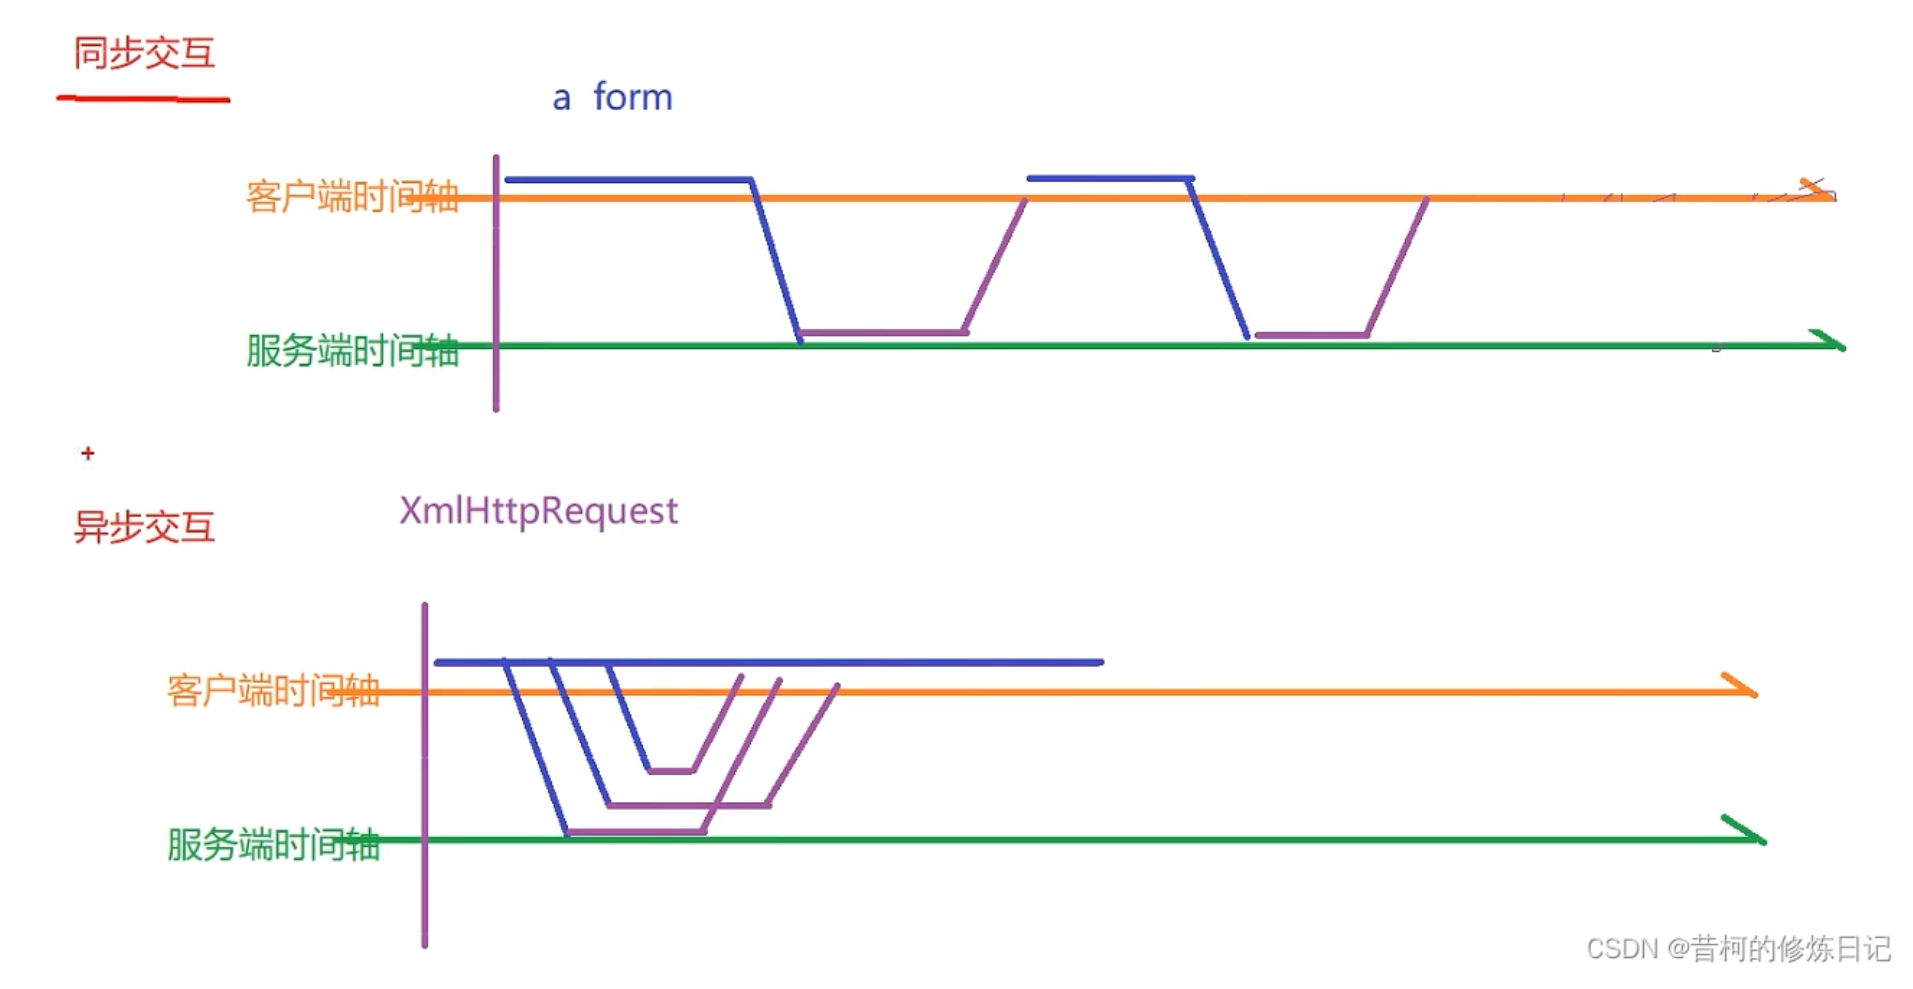 同步交互
a form
客户端时间轴
服务端时间轴
异步交互
XmlHttpRequest
客户端时间轴
服务端时间轴
CSDN @昔柯的修炼日记